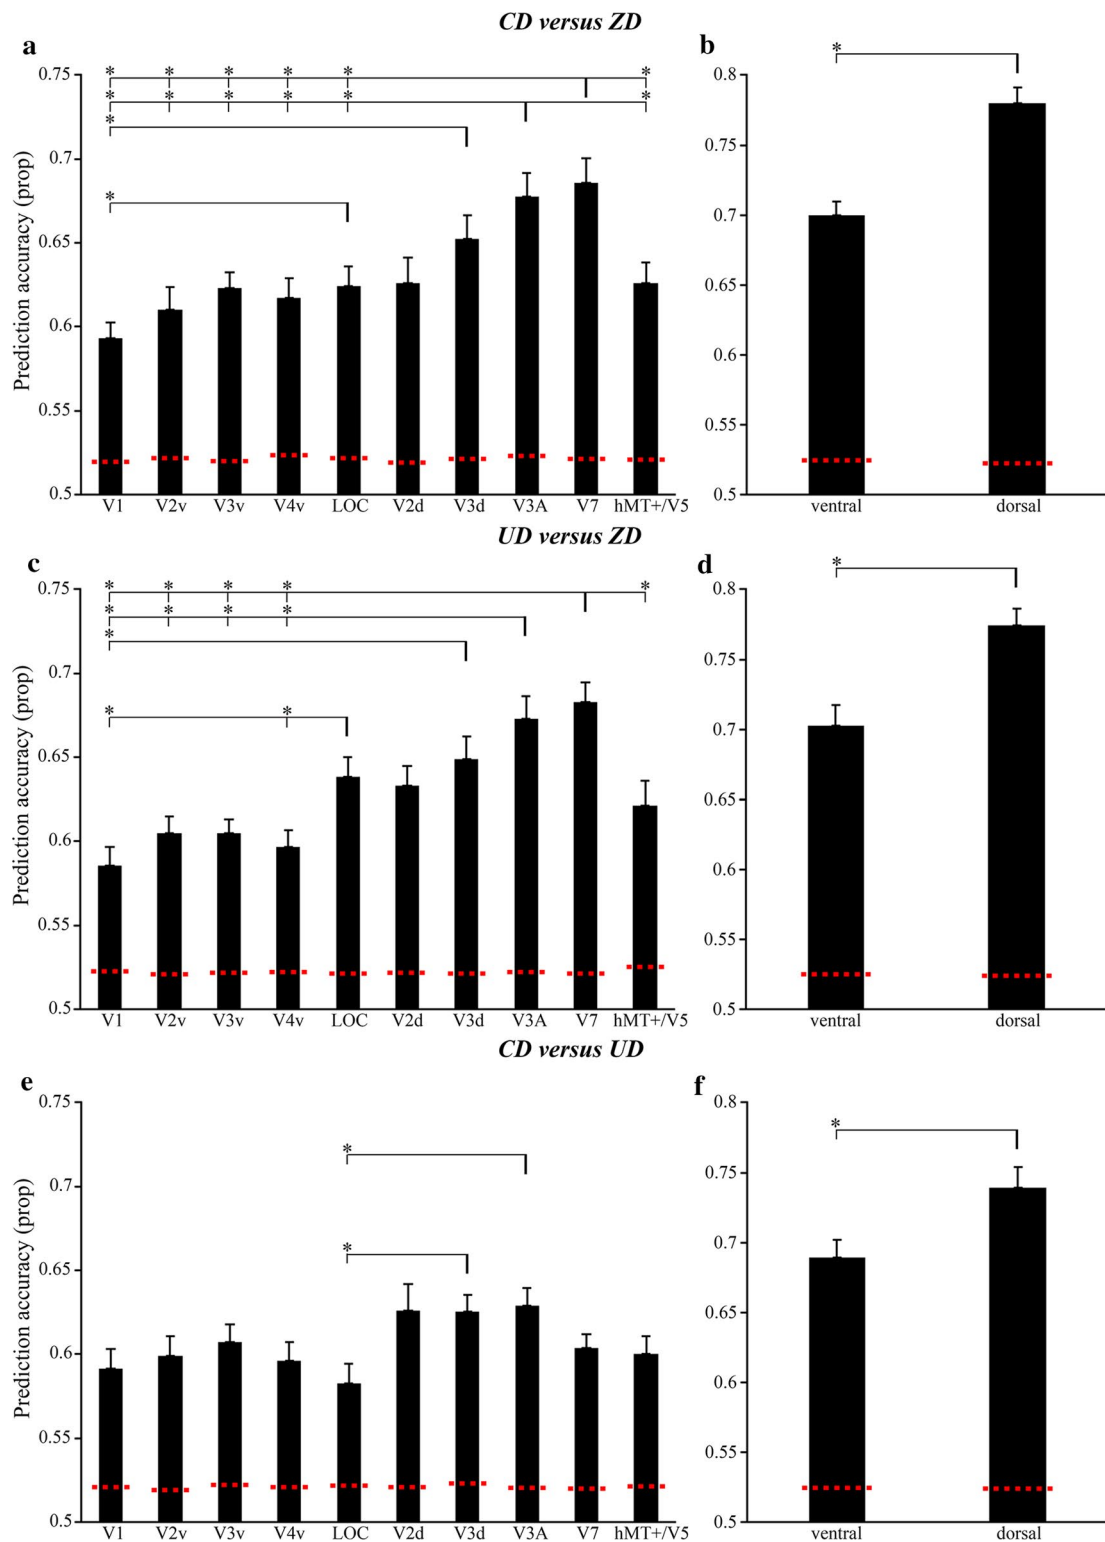 CD versus ZD
a
b
Prediction accuracy (prop)
0.75
0.7
0.65
0.6
0.55
0.5
* * * * * *
* * * * * *
*
*
V1 V2v V3v V4v LOC V2d V3d V3A V7 hMT+/V5
0.8
0.75
0.7
0.65
0.6
0.55
0.5
*
ventral dorsal
UD versus ZD
c
d
Prediction accuracy (prop)
0.75
0.7
0.65
0.6
0.55
0.5
* * * * *
* * * *
*
* *
V1 V2v V3v V4v LOC V2d V3d V3A V7 hMT+/V5
0.8
0.75
0.7
0.65
0.6
0.55
0.5
*
ventral dorsal
CD versus UD
e
f
Prediction accuracy (prop)
0.75
0.7
0.65
0.6
0.55
0.5
*
*
V1 V2v V3v V4v LOC V2d V3d V3A V7 hMT+/V5
0.8
0.75
0.7
0.65
0.6
0.55
0.5
*
ventral dorsal